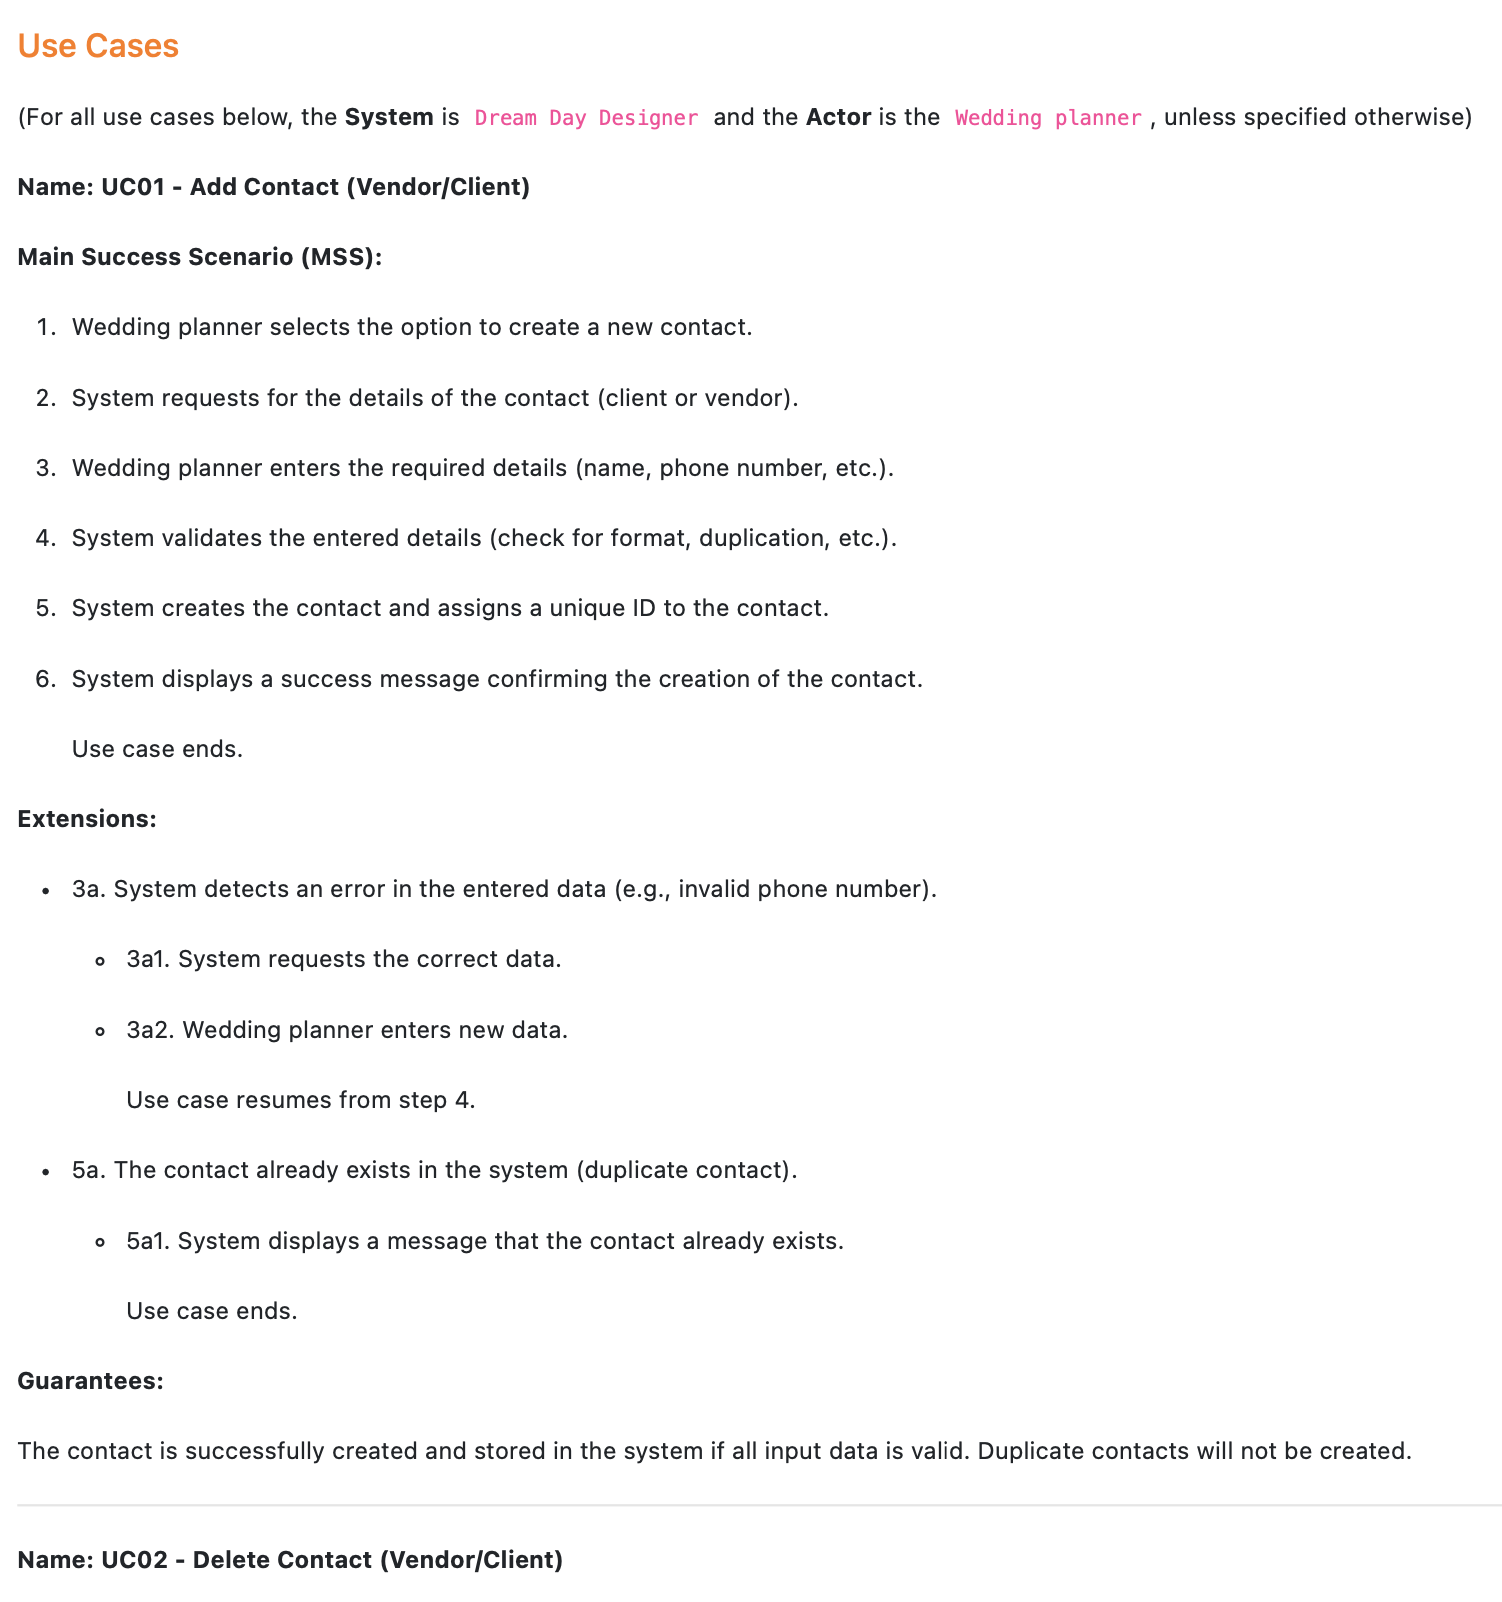 Use Cases
(For all use cases below, the System is Dream Day Designer and the Actor is the Wedding planner , unless specified otherwise)
Name: UC01 - Add Contact (Vendor/Client)
Main Success Scenario (MSS):
1. Wedding planner selects the option to create a new contact.
2. System requests for the details of the contact (client or vendor).
3. Wedding planner enters the required details (name, phone number, etc.).
4. System validates the entered details (check for format, duplication, etc.).
5. System creates the contact and assigns a unique ID to the contact.
6. System displays a success message confirming the creation of the contact.
Use case ends.
Extensions:
• 3a. System detects an error in the entered data (e.g., invalid phone number).
◦ 3a1. System requests the correct data.
◦ 3a2. Wedding planner enters new data.
Use case resumes from step 4.
• 5a. The contact already exists in the system (duplicate contact).
◦ 5a1. System displays a message that the contact already exists.
Use case ends.
Guarantees:
The contact is successfully created and stored in the system if all input data is valid. Duplicate contacts will not be created.
Name: UC02 - Delete Contact (Vendor/Client)